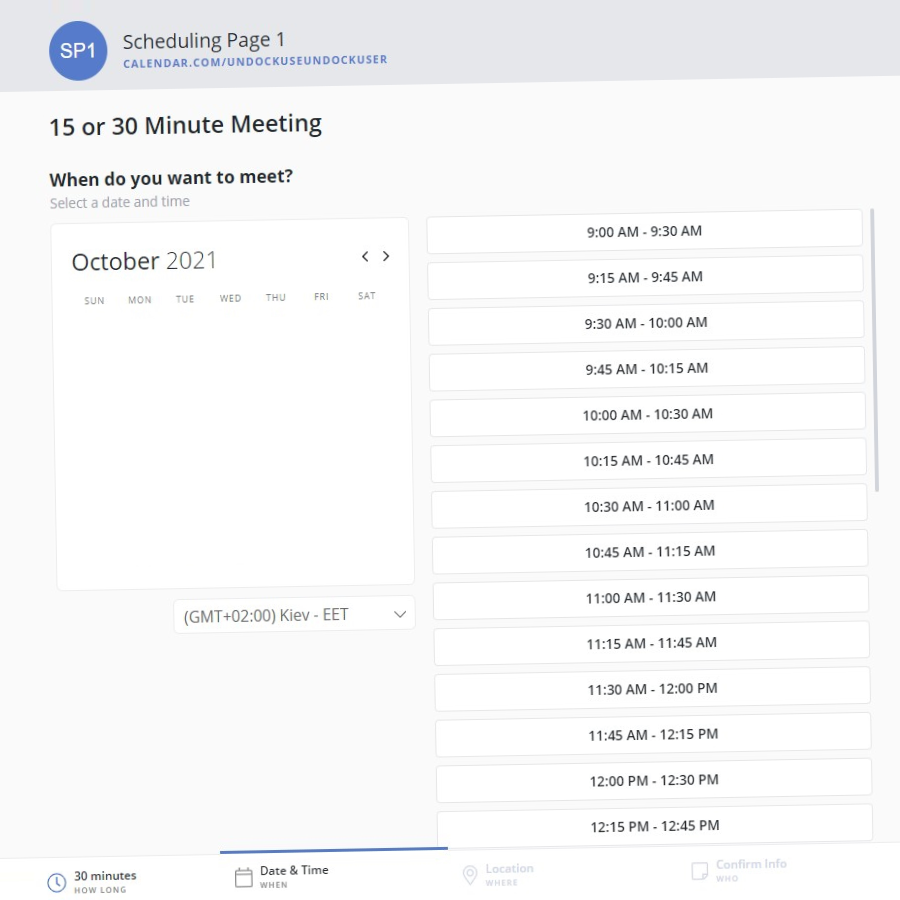 SP1
Scheduling Page 1
CALENDAR.COM/UNDOCKUSEUNDOCKUSER
15 or 30 Minute Meeting
When do you want to meet?
Select a date and time
October 2021
SUN MON TUE WED THU FRI SAT
(GMT+02:00) Kiev - EET
9:00 AM - 9:30 AM
9:15 AM - 9:45 AM
9:30 AM - 10:00 AM
9:45 AM - 10:15 AM
10:00 AM - 10:30 AM
10:15 AM - 10:45 AM
10:30 AM - 11:00 AM
10:45 AM - 11:15 AM
11:00 AM - 11:30 AM
11:15 AM - 11:45 AM
11:30 AM - 12:00 PM
11:45 AM - 12:15 PM
12:00 PM - 12:30 PM
12:15 PM - 12:45 PM
30 minutes
HOW LONG
Date & Time
WHEN
Location
WHERE
Confirm Info
WHO